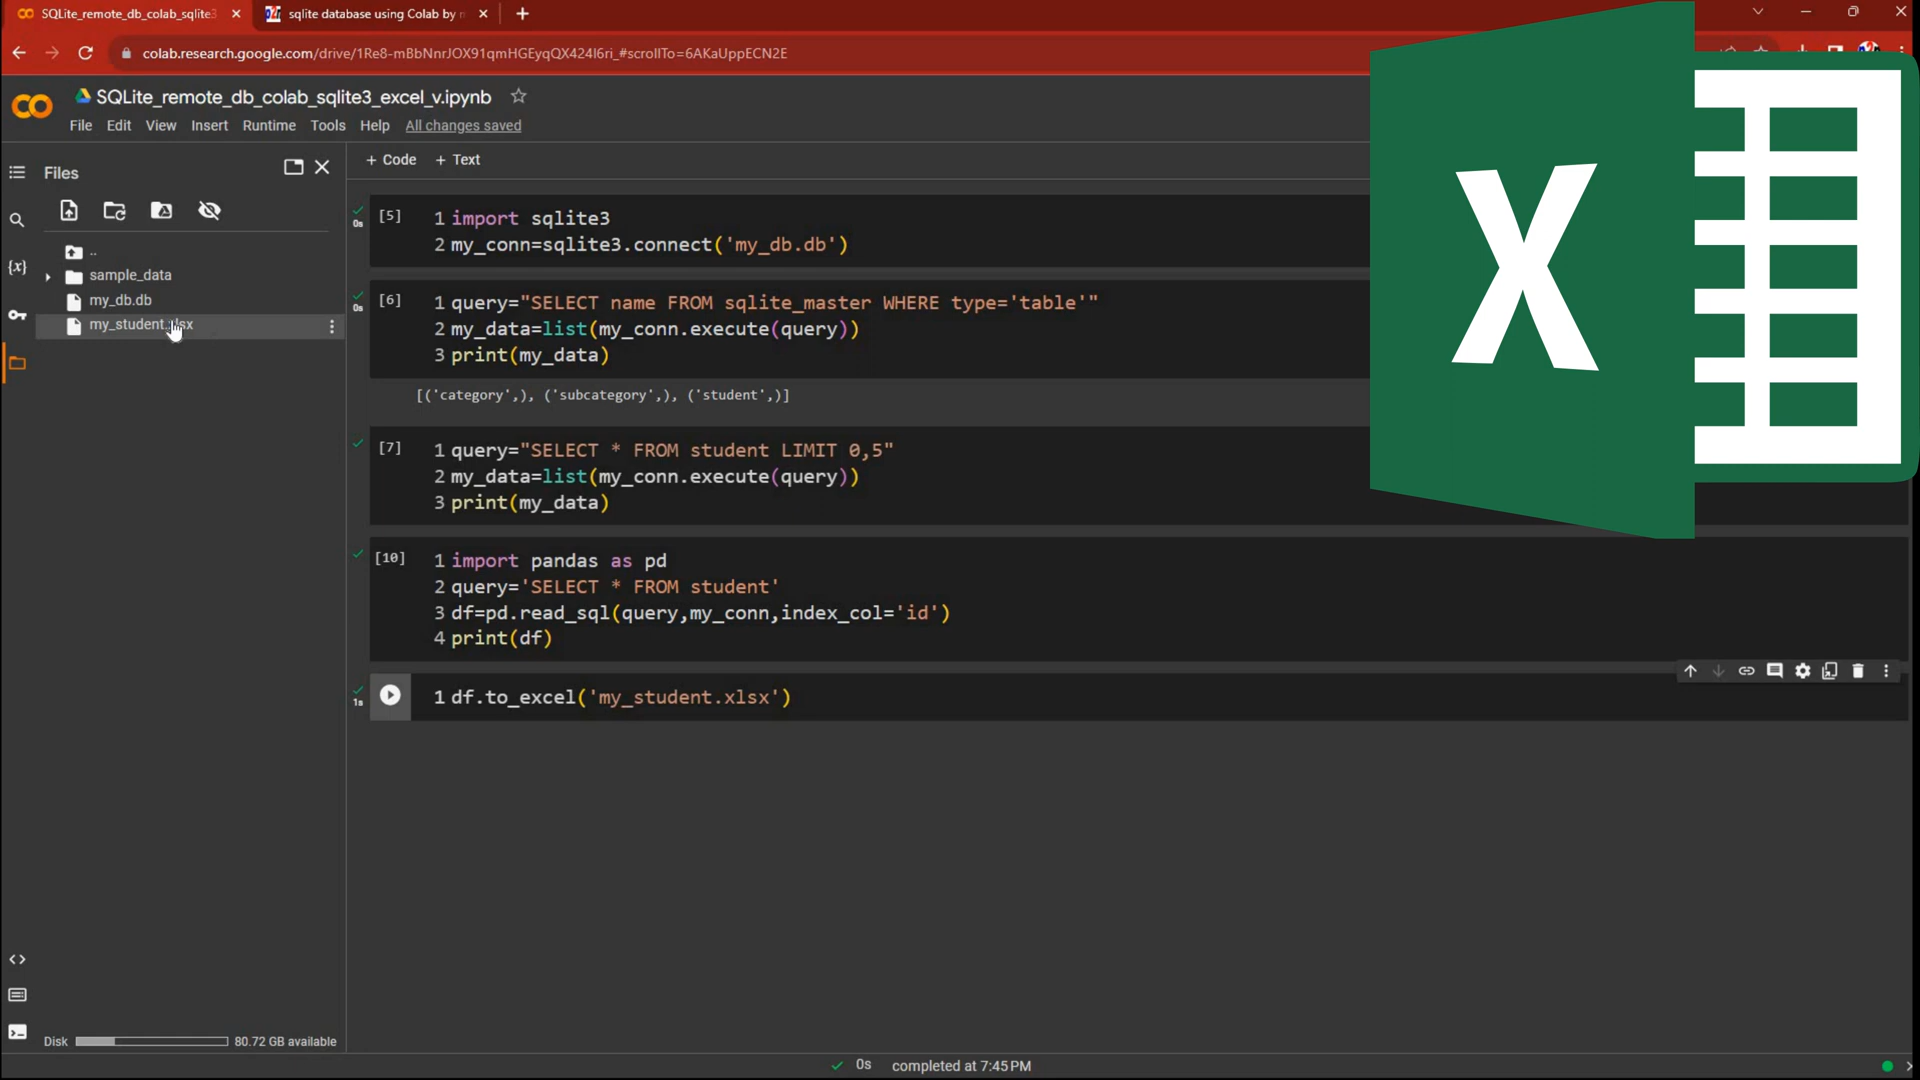 SQLite_remote_db_colab_sqlite3
sqlite database using Colab by
colab.research.google.com/drive/1Re8-mBbNnrJOX91qmHGEyqQX424I6ri_#scrollTo=6AKaUppECN2E
SQLite_remote_db_colab_sqlite3_excel_v.ipynb
File Edit View Insert Runtime Tools Help All changes saved
Files
+ Code + Text
..
sample_data
my_db.db
my_student.xlsx
{x}
0s
[5]
1 import sqlite3
2 my_conn=sqlite3.connect('my_db.db')
0s
[6]
1 query="SELECT name FROM sqlite_master WHERE type='table'"
2 my_data=list(my_conn.execute(query))
3 print(my_data)
[('category',), ('subcategory',), ('student',)]
[7]
1 query="SELECT * FROM student LIMIT 0,5"
2 my_data=list(my_conn.execute(query))
3 print(my_data)
[10]
1 import pandas as pd
2 query='SELECT * FROM student'
3 df=pd.read_sql(query,my_conn,index_col='id')
4 print(df)
1s
1 df.to_excel('my_student.xlsx')
X
Disk 80.72 GB available
0s completed at 7:45 PM